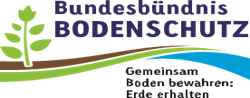 Bundesbündnis
BODENSCHUTZ
Gemeinsam
Boden bewahren:
Erde erhalten